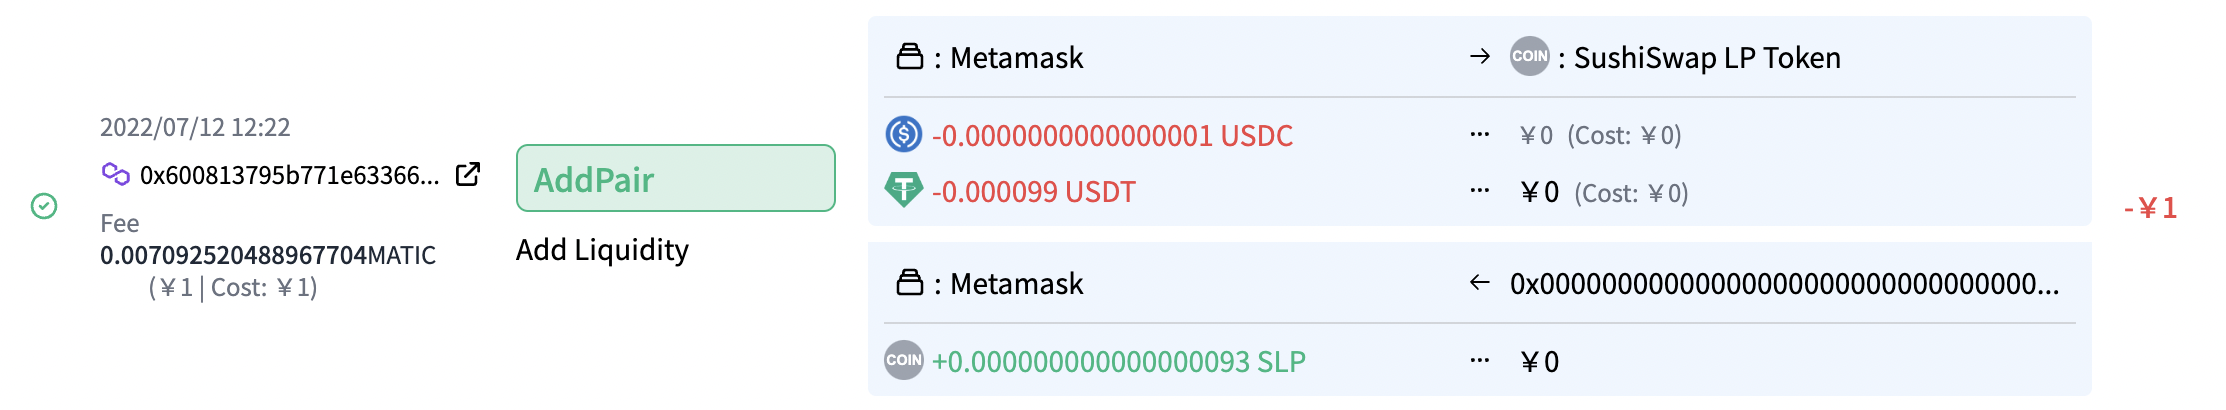 2022/07/12 12:22
0x600813795b771e63366...
Fee
0.007092520488967704MATIC
(¥1 | Cost: ¥1)
AddPair
Add Liquidity
: Metamask → COIN : SushiSwap LP Token
-0.0000000000000001 USDC ... ¥0 (Cost: ¥0)
-0.000099 USDT ... ¥0 (Cost: ¥0)
: Metamask ← 0x00000000000000000000000000000000...
COIN +0.000000000000000093 SLP ... ¥0
-¥1